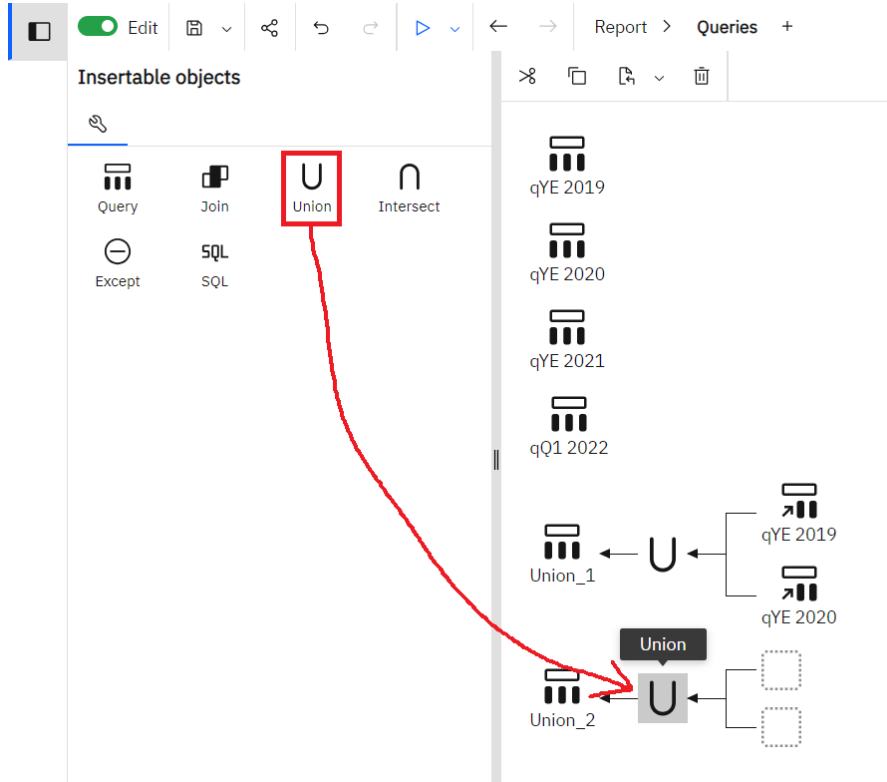 Edit
Report > Queries +
Insertable objects
Query
Join
Union
Intersect
Except
SQL
SQL
qYE 2019
qYE 2020
qYE 2021
qQ1 2022
qYE 2019
Union_1
qYE 2020
Union
Union_2